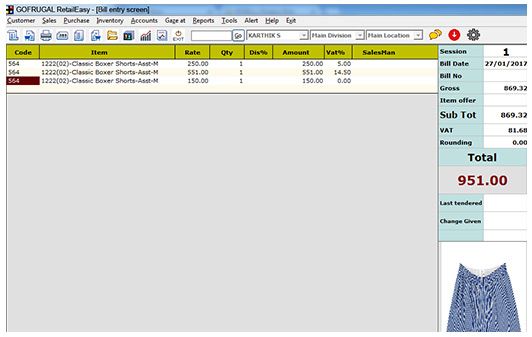 GOFRUGAL RetailEasy - [Bill entry screen]
Customer Sales Purchase Inventory Accounts Gaze at Reports Tools Alert Help Exit
EXIT Go KARTHIK S Main Division Main Location
Code Item Rate Qty Dis% Amount Vat% SalesMan
564 1222(02)-Classic Boxer Shorts-Asst-M 250.00 1 250.00 5.00
564 1222(02)-Classic Boxer Shorts-Asst-M 551.00 1 551.00 14.50
564 1222(02)-Classic Boxer Shorts-Asst-M 150.00 1 150.00 0.00
Session 1
Bill Date 27/01/2017
Bill No
Gross 869.32
Item offer
Sub Tot 869.32
VAT 81.68
Rounding 0.00
Total
951.00
Last tendered
Change Given